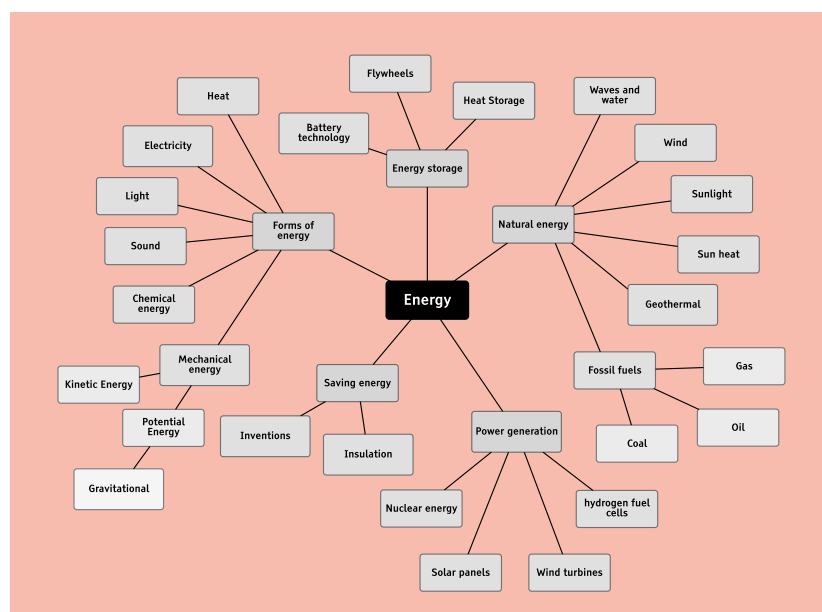 Flywheels
Heat
Heat Storage
Waves and
water
Battery
technology
Electricity
Wind
Energy storage
Light
Sunlight
Forms of
energy
Natural energy
Sound
Sun heat
Chemical
energy
Energy
Geothermal
Mechanical
energy
Gas
Fossil fuels
Kinetic Energy
Saving energy
Potential
Energy
Oil
Power generation
Inventions
Coal
Insulation
Gravitational
Nuclear energy
hydrogen fuel
cells
Solar panels
Wind turbines